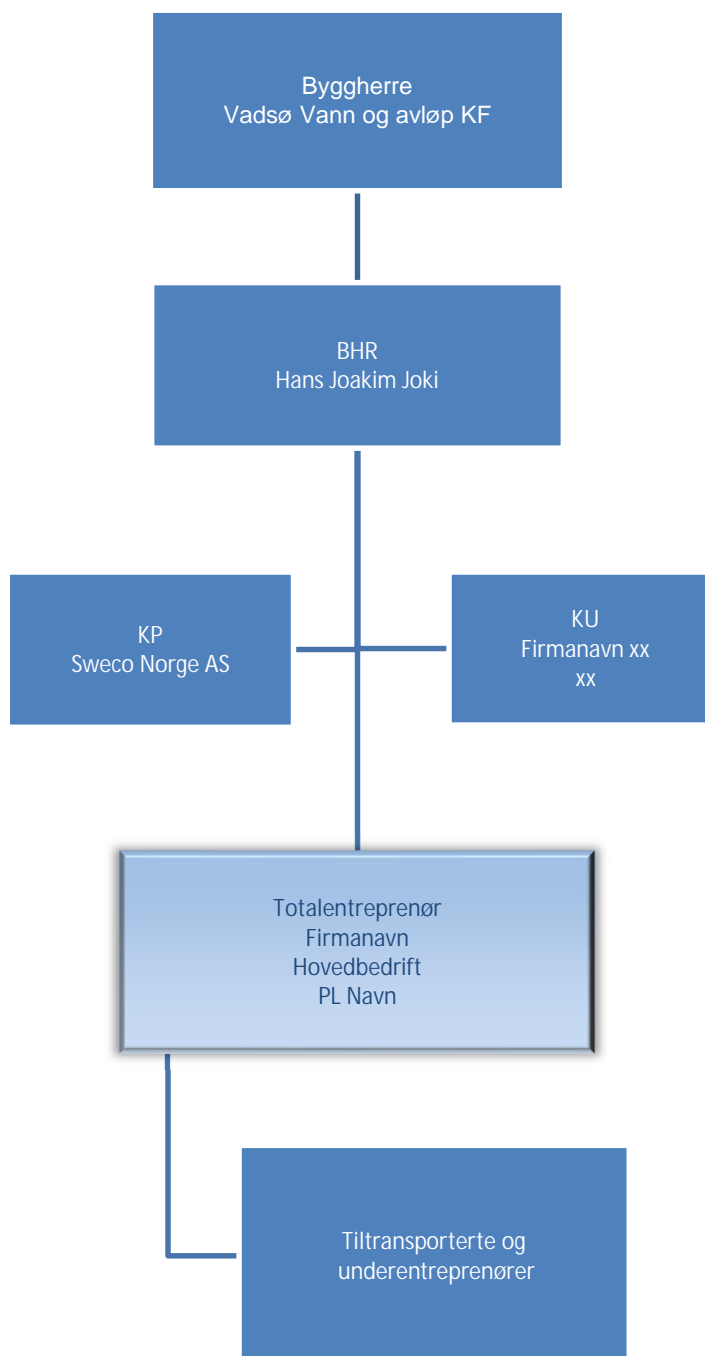 Byggherre
Vadsø Vann og avløp KF
BHR
Hans Joakim Joki
KP
Sweco Norge AS
KU
Firmanavn xx
xx
Totalentreprenør
Firmanavn
Hovedbedrift
PL Navn
Tiltransporterte og
underentreprenører